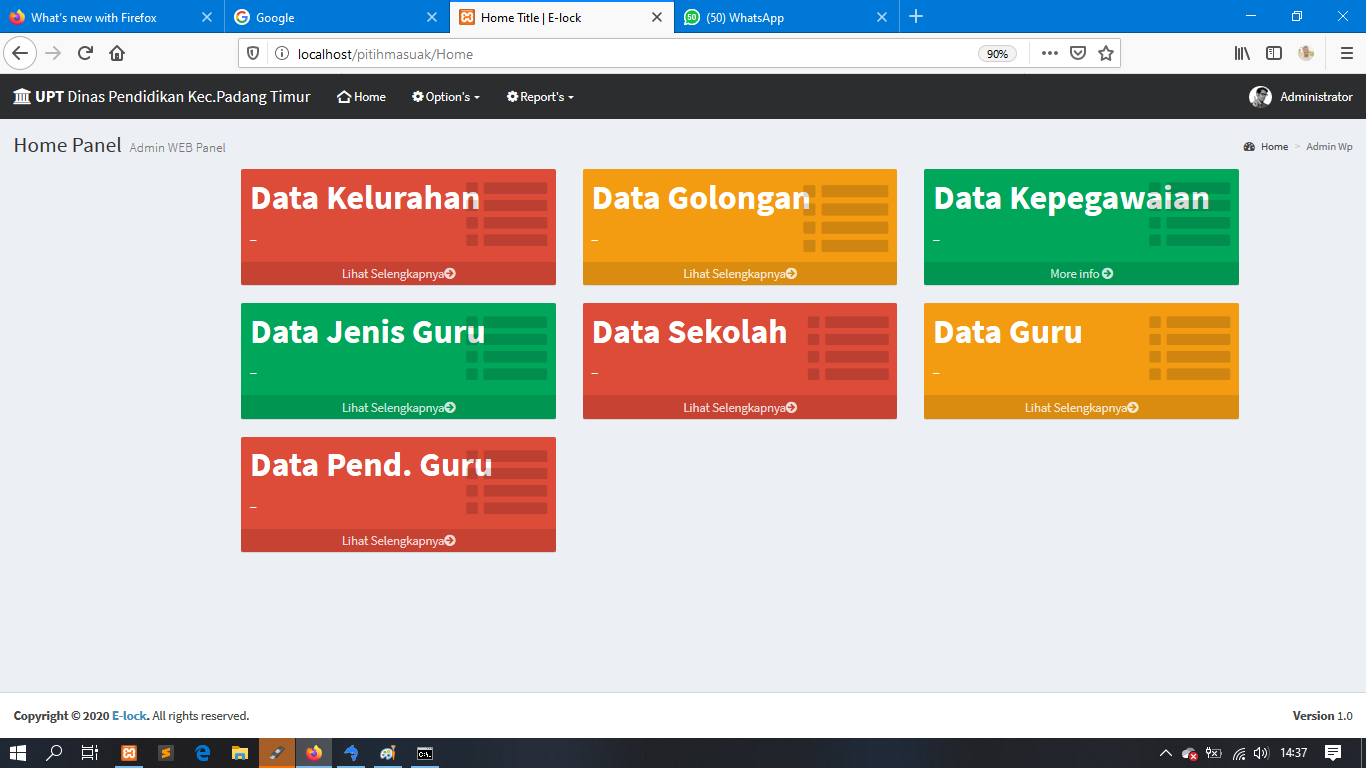 What's new with Firefox
Google
Home Title | E-lock
50
(50) WhatsApp
localhost/pitihmasuak/Home
90%
UPT Dinas Pendidikan Kec.Padang Timur
Home
Option's
Report's
Administrator
Home Panel Admin WEB Panel
Home > Admin Wp
Data Kelurahan
Data Golongan
Data Kepegawaian
_
_
_
Lihat Selengkapnya
Lihat Selengkapnya
More info
Data Jenis Guru
Data Sekolah
Data Guru
_
_
_
Lihat Selengkapnya
Lihat Selengkapnya
Lihat Selengkapnya
Data Pend. Guru
_
Lihat Selengkapnya
Copyright © 2020 E-lock. All rights reserved.
Version 1.0
14:37